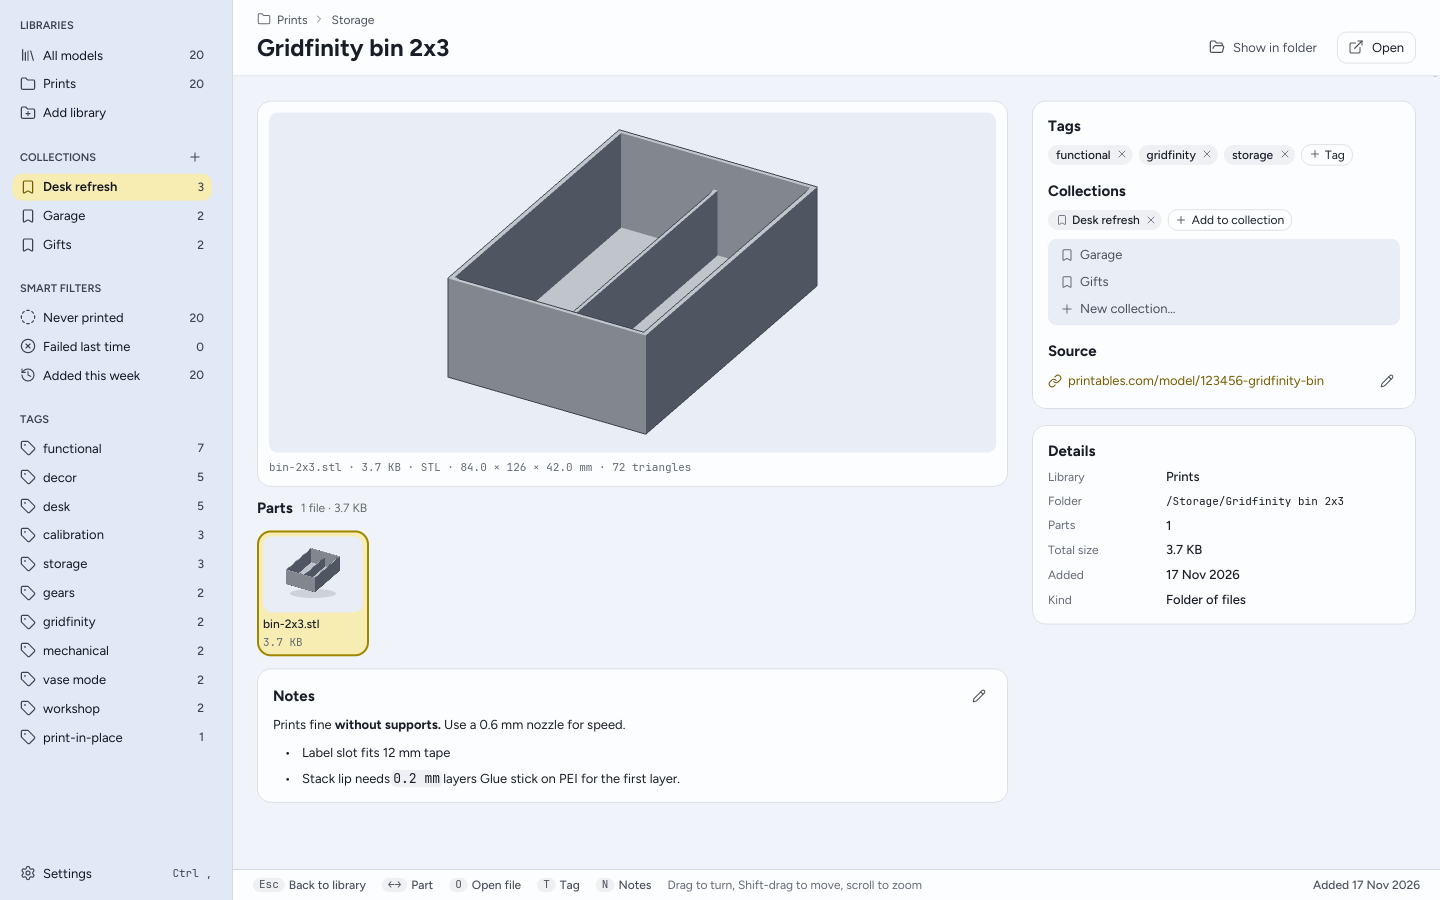 LIBRARIES
All models 20
Prints 20
Add library
COLLECTIONS
Desk refresh 3
Garage 2
Gifts 2
SMART FILTERS
Never printed 20
Failed last time 0
Added this week 20
TAGS
functional 7
decor 5
desk 5
calibration 3
storage 3
gears 2
gridfinity 2
mechanical 2
vase mode 2
workshop 2
print-in-place 1
Settings Ctrl ,
Prints > Storage
Gridfinity bin 2x3
Show in folder
Open
bin-2x3.stl · 3.7 KB · STL · 84.0 × 126 × 42.0 mm · 72 triangles
Parts 1 file · 3.7 KB
bin-2x3.stl
3.7 KB
Notes
Prints fine without supports. Use a 0.6 mm nozzle for speed.
• Label slot fits 12 mm tape
• Stack lip needs 0.2 mm layers Glue stick on PEI for the first layer.
Tags
functional × gridfinity × storage × + Tag
Collections
Desk refresh × + Add to collection
Garage
Gifts
+ New collection...
Source
printables.com/model/123456-gridfinity-bin
Details
Library Prints
Folder /Storage/Gridfinity bin 2x3
Parts 1
Total size 3.7 KB
Added 17 Nov 2026
Kind Folder of files
Esc Back to library ↔ Part O Open file T Tag N Notes Drag to turn, Shift-drag to move, scroll to zoom
Added 17 Nov 2026